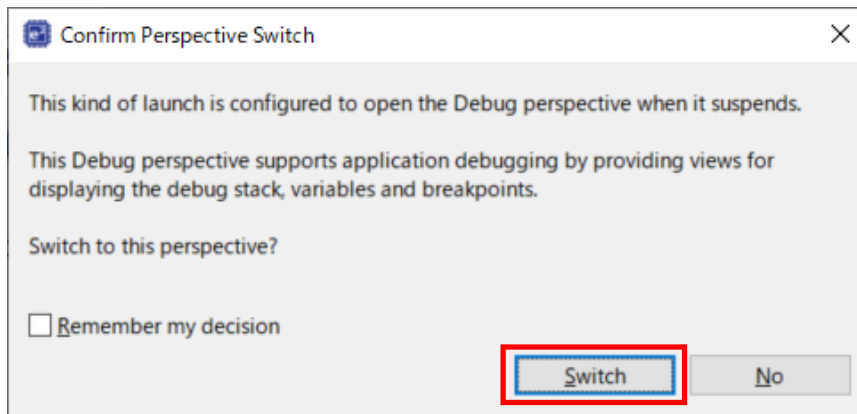 Confirm Perspective Switch
This kind of launch is configured to open the Debug perspective when it suspends.
This Debug perspective supports application debugging by providing views for
displaying the debug stack, variables and breakpoints.
Switch to this perspective?
Remember my decision
Switch No